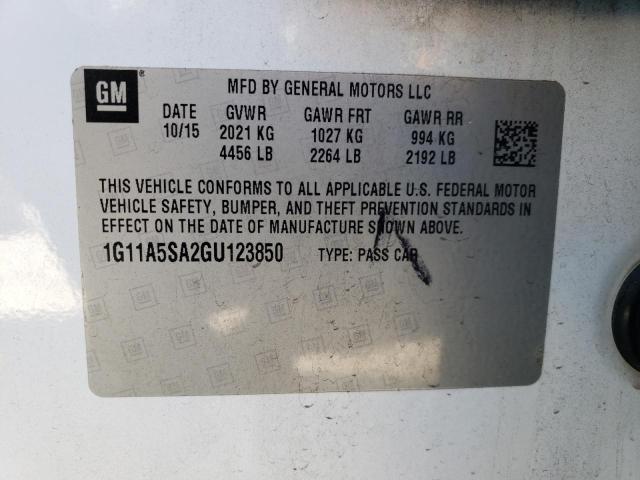 GM
MFD BY GENERAL MOTORS LLC
DATE GVWR GAWR FRT GAWR RR
10/15 2021 KG 1027 KG 994 KG
4456 LB 2264 LB 2192 LB
THIS VEHICLE CONFORMS TO ALL APPLICABLE U.S. FEDERAL MOTOR
VEHICLE SAFETY, BUMPER, AND THEFT PREVENTION STANDARDS IN
EFFECT ON THE DATE OF MANUFACTURE SHOWN ABOVE.
1G11A5SA2GU123850 TYPE: PASS CAR